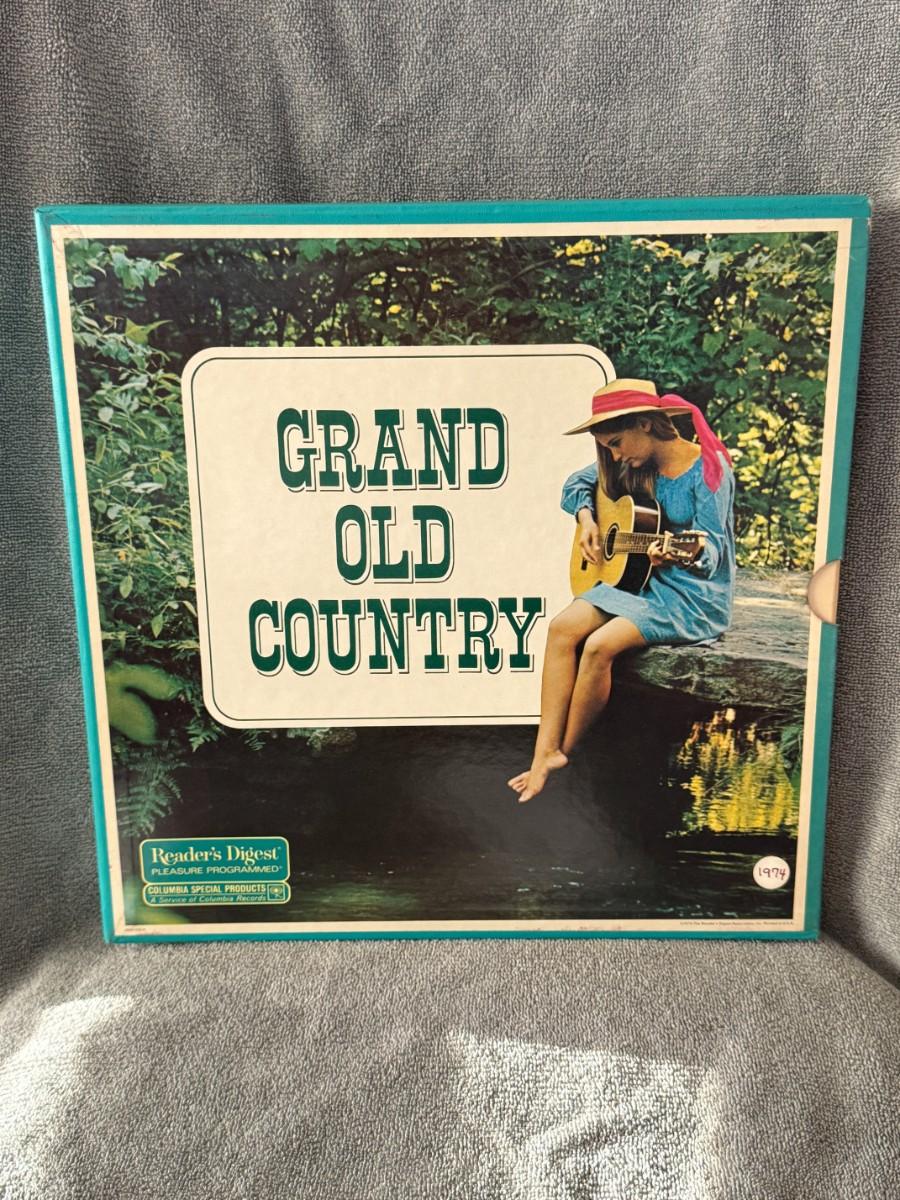 GRAND
OLD
COUNTRY
Reader's Digest®
PLEASURE PROGRAMMED®
COLUMBIA SPECIAL PRODUCTS
A Service of Columbia Records
1974